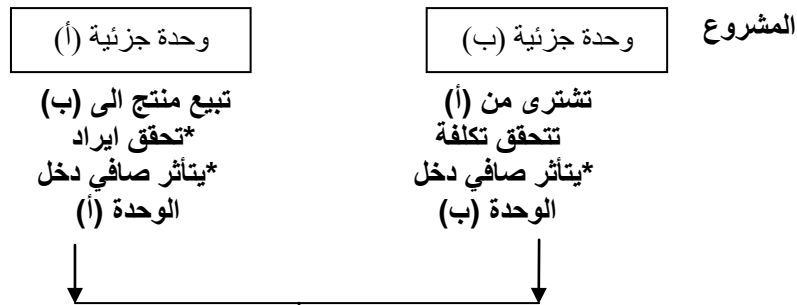 المشروع
وحدة جزئية (ب)
تشترى من (أ)
تتحقق تكلفة
*يتأثر صافي دخل
الوحدة (ب)
وحدة جزئية (أ)
تبيع منتج الى (ب)
*تحقق ايراد
*يتأثر صافي دخل
الوحدة (أ)